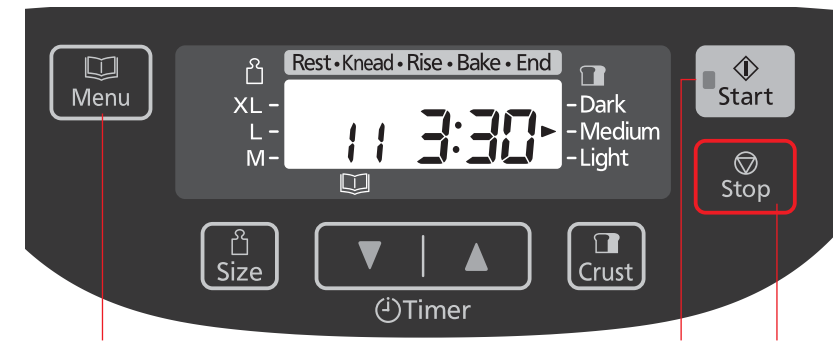 Menu
Rest • Knead • Rise • Bake • End
XL
L
M
11 3:30
Dark
Medium
Light
Start
Stop
Size
Timer
Crust